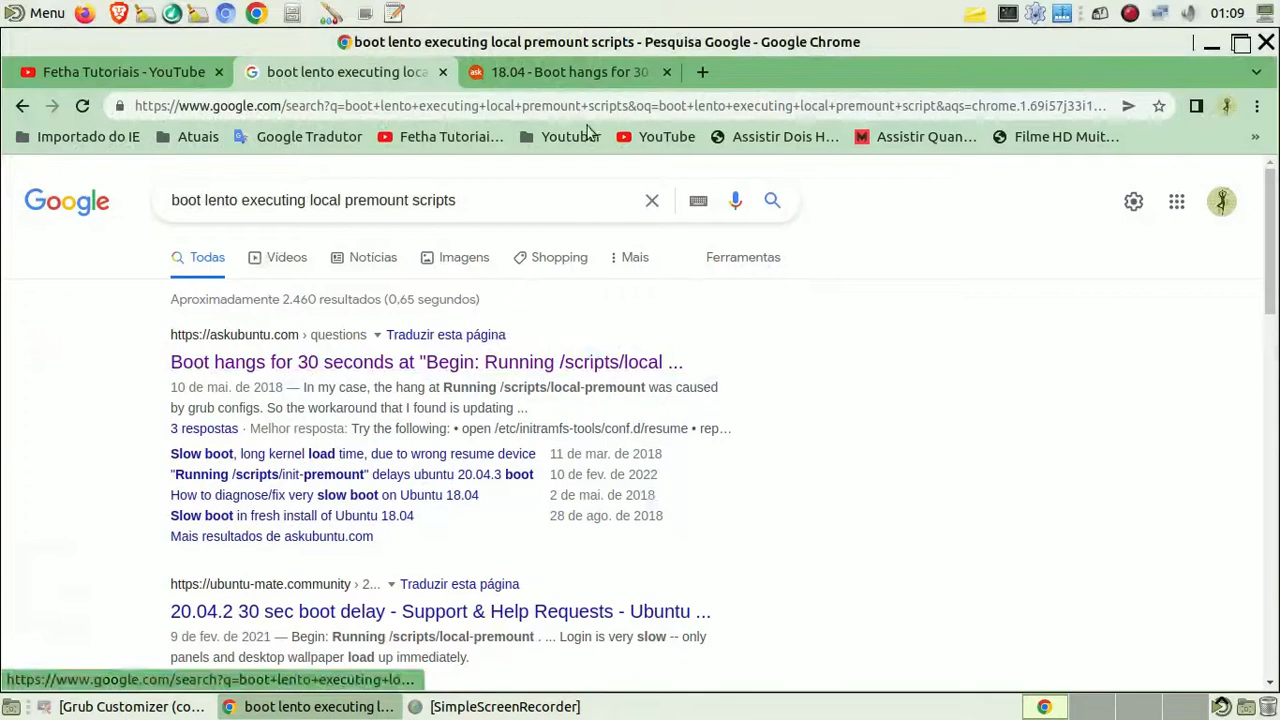 Menu
01:09
boot lento executing local premount scripts - Pesquisa Google - Google Chrome
Fetha Tutoriais - YouTube
boot lento executing loca
18.04 - Boot hangs for 30
https://www.google.com/search?q=boot+lento+executing+local+premount+scripts&oq=boot+lento+executing+local+premount+script&aqs=chrome.1.69i57j33i1...
Importado do IE
Atuais
Google Tradutor
Fetha Tutoriai...
Youtuber
YouTube
Assistir Dois H...
Assistir Quan...
Filme HD Muit...
Google
boot lento executing local premount scripts
Todas
Vídeos
Notícias
Imagens
Shopping
Mais
Ferramentas
Aproximadamente 2.460 resultados (0,65 segundos)
https://askubuntu.com › questions
Traduzir esta página
Boot hangs for 30 seconds at "Begin: Running /scripts/local ...
10 de mai. de 2018 — In my case, the hang at Running /scripts/local-premount was caused
by grub configs. So the workaround that I found is updating ...
3 respostas · Melhor resposta: Try the following: • open /etc/initramfs-tools/conf.d/resume • rep...
Slow boot, long kernel load time, due to wrong resume device 11 de mar. de 2018
"Running /scripts/init-premount" delays ubuntu 20.04.3 boot 10 de fev. de 2022
How to diagnose/fix very slow boot on Ubuntu 18.04 2 de mai. de 2018
Slow boot in fresh install of Ubuntu 18.04 28 de ago. de 2018
Mais resultados de askubuntu.com
https://ubuntu-mate.community › 2...
Traduzir esta página
20.04.2 30 sec boot delay - Support & Help Requests - Ubuntu ...
9 de fev. de 2021 — Begin: Running /scripts/local-premount . ... Login is very slow -- only
panels and desktop wallpaper load up immediately.
https://www.google.com/search?q=boot+lento+executing+lo...
[Grub Customizer (co...
boot lento executing l...
[SimpleScreenRecorder]